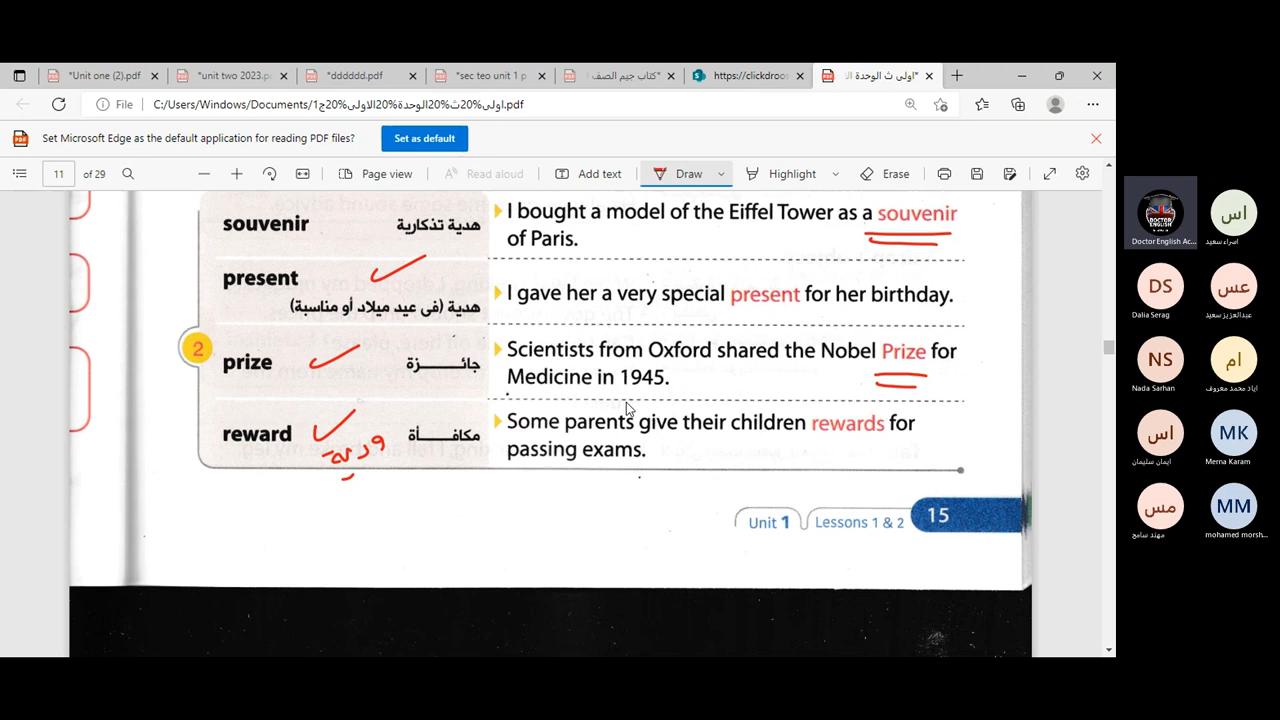 *Unit one (2).pdf
*unit two 2023.p
*dddddd.pdf
*sec teo unit 1 p
*كتاب جيم الصف ا
https://clickdroo
*اولى ث الوحدة الا
File
C:/Users/Windows/Documents/1اولى%20ث%20الوحدة%20الاولى%20ج.pdf
Set Microsoft Edge as the default application for reading PDF files?
Set as default
11 of 29
Page view
Read aloud
Add text
Draw
Highlight
Erase
souvenir هدية تذكارية
I bought a model of the Eiffel Tower as a souvenir
of Paris.
present
هدية (فى عيد ميلاد أو مناسبة)
I gave her a very special present for her birthday.
2
prize جائـــزة
Scientists from Oxford shared the Nobel Prize for
Medicine in 1945.
reward مكافـــأة
Some parents give their children rewards for
passing exams.
Unit 1
Lessons 1 & 2
15
DOCTOR ENGLISH
Doctor English Ac...
اس
اسراء سعيد
DS
Dalia Serag
عس
عبدالعزيز سعيد
NS
Nada Sarhan
ام
اياد محمد معروف
اس
ايمان سليمان
MK
Merna Karam
مس
مهند سامح
MM
mohamed morsh...